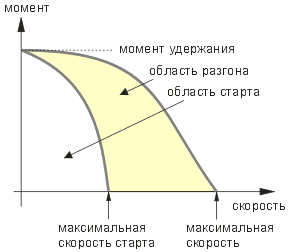 момент
момент удержания
область разгона
область старта
скорость
максимальная
скорость старта
максимальная
скорость